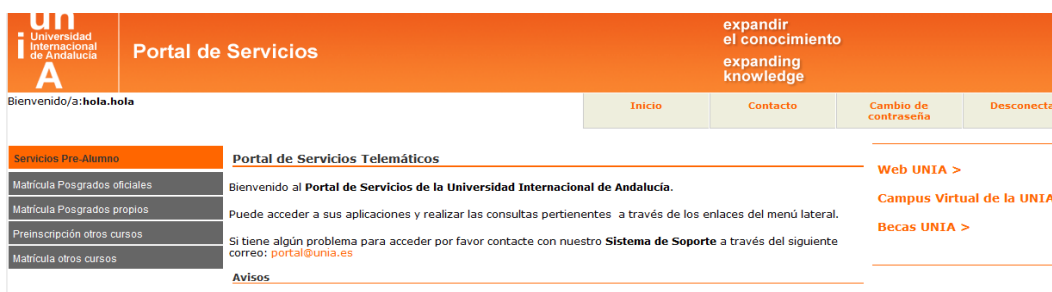 uni
Universidad
Internacional
de Andalucía
A
Portal de Servicios
expandir
el conocimiento
expanding
knowledge
Bienvenido/a:hola.hola
Inicio
Contacto
Cambio de
contraseña
Desconecta
Servicios Pre-Alumno
Matrícula Posgrados oficiales
Matrícula Posgrados propios
Preinscripción otros cursos
Matrícula otros cursos
Portal de Servicios Telemáticos
Bienvenido al Portal de Servicios de la Universidad Internacional de Andalucía.
Puede acceder a sus aplicaciones y realizar las consultas pertienentes a través de los enlaces del menú lateral.
Si tiene algún problema para acceder por favor contacte con nuestro Sistema de Soporte a través del siguiente
correo: portal@unia.es
Avisos
Web UNIA >
Campus Virtual de la UNIA
Becas UNIA >